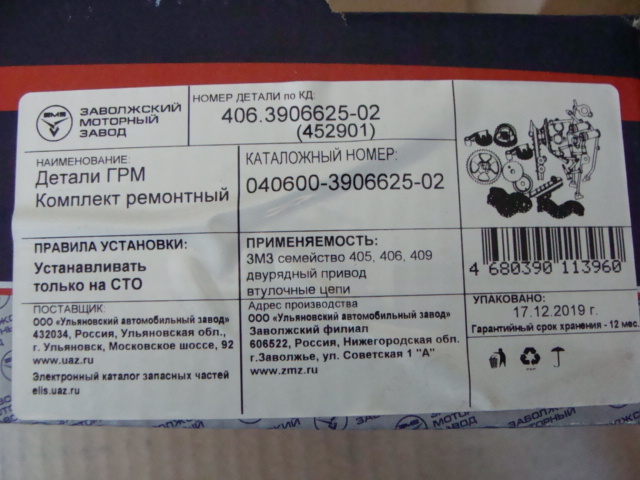 ЗМЗ
ЗАВОЛЖСКИЙ
МОТОРНЫЙ
ЗАВОД
НОМЕР ДЕТАЛИ по КД:
406.3906625-02
(452901)
НАИМЕНОВАНИЕ:
Детали ГРМ
Комплект ремонтный
КАТАЛОЖНЫЙ НОМЕР:
040600-3906625-02
ПРАВИЛА УСТАНОВКИ:
Устанавливать
только на СТО
ПРИМЕНЯЕМОСТЬ:
ЗМЗ семейство 405, 406, 409
двурядный привод
втулочные цепи
4 680390 113960
ПОСТАВЩИК:
ООО «Ульяновский автомобильный завод»
432034, Россия, Ульяновская обл.,
г. Ульяновск, Московское шоссе, 92
www.uaz.ru
Электронный каталог запасных частей
elis.uaz.ru
Адрес производства
ООО «Ульяновский автомобильный завод»
Заволжский филиал
606522, Россия, Нижегородская обл.
г.Заволжье, ул. Советская 1 "А"
www.zmz.ru
УПАКОВАНО:
17.12.2019 г.
Гарантийный срок хранения - 12 мес
ЗАВОЛЖСКИЙ
МОТОРНЫЙ
ЗАВОД